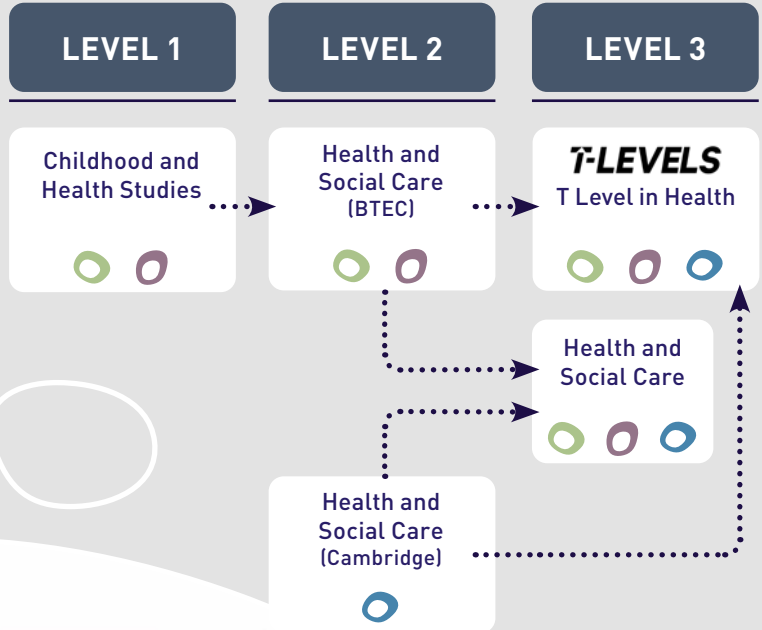 LEVEL 1
LEVEL 2
LEVEL 3
Childhood and
Health Studies
Health and
Social Care
(BTEC)
T-LEVELS
T Level in Health
Health and
Social Care
Health and
Social Care
(Cambridge)